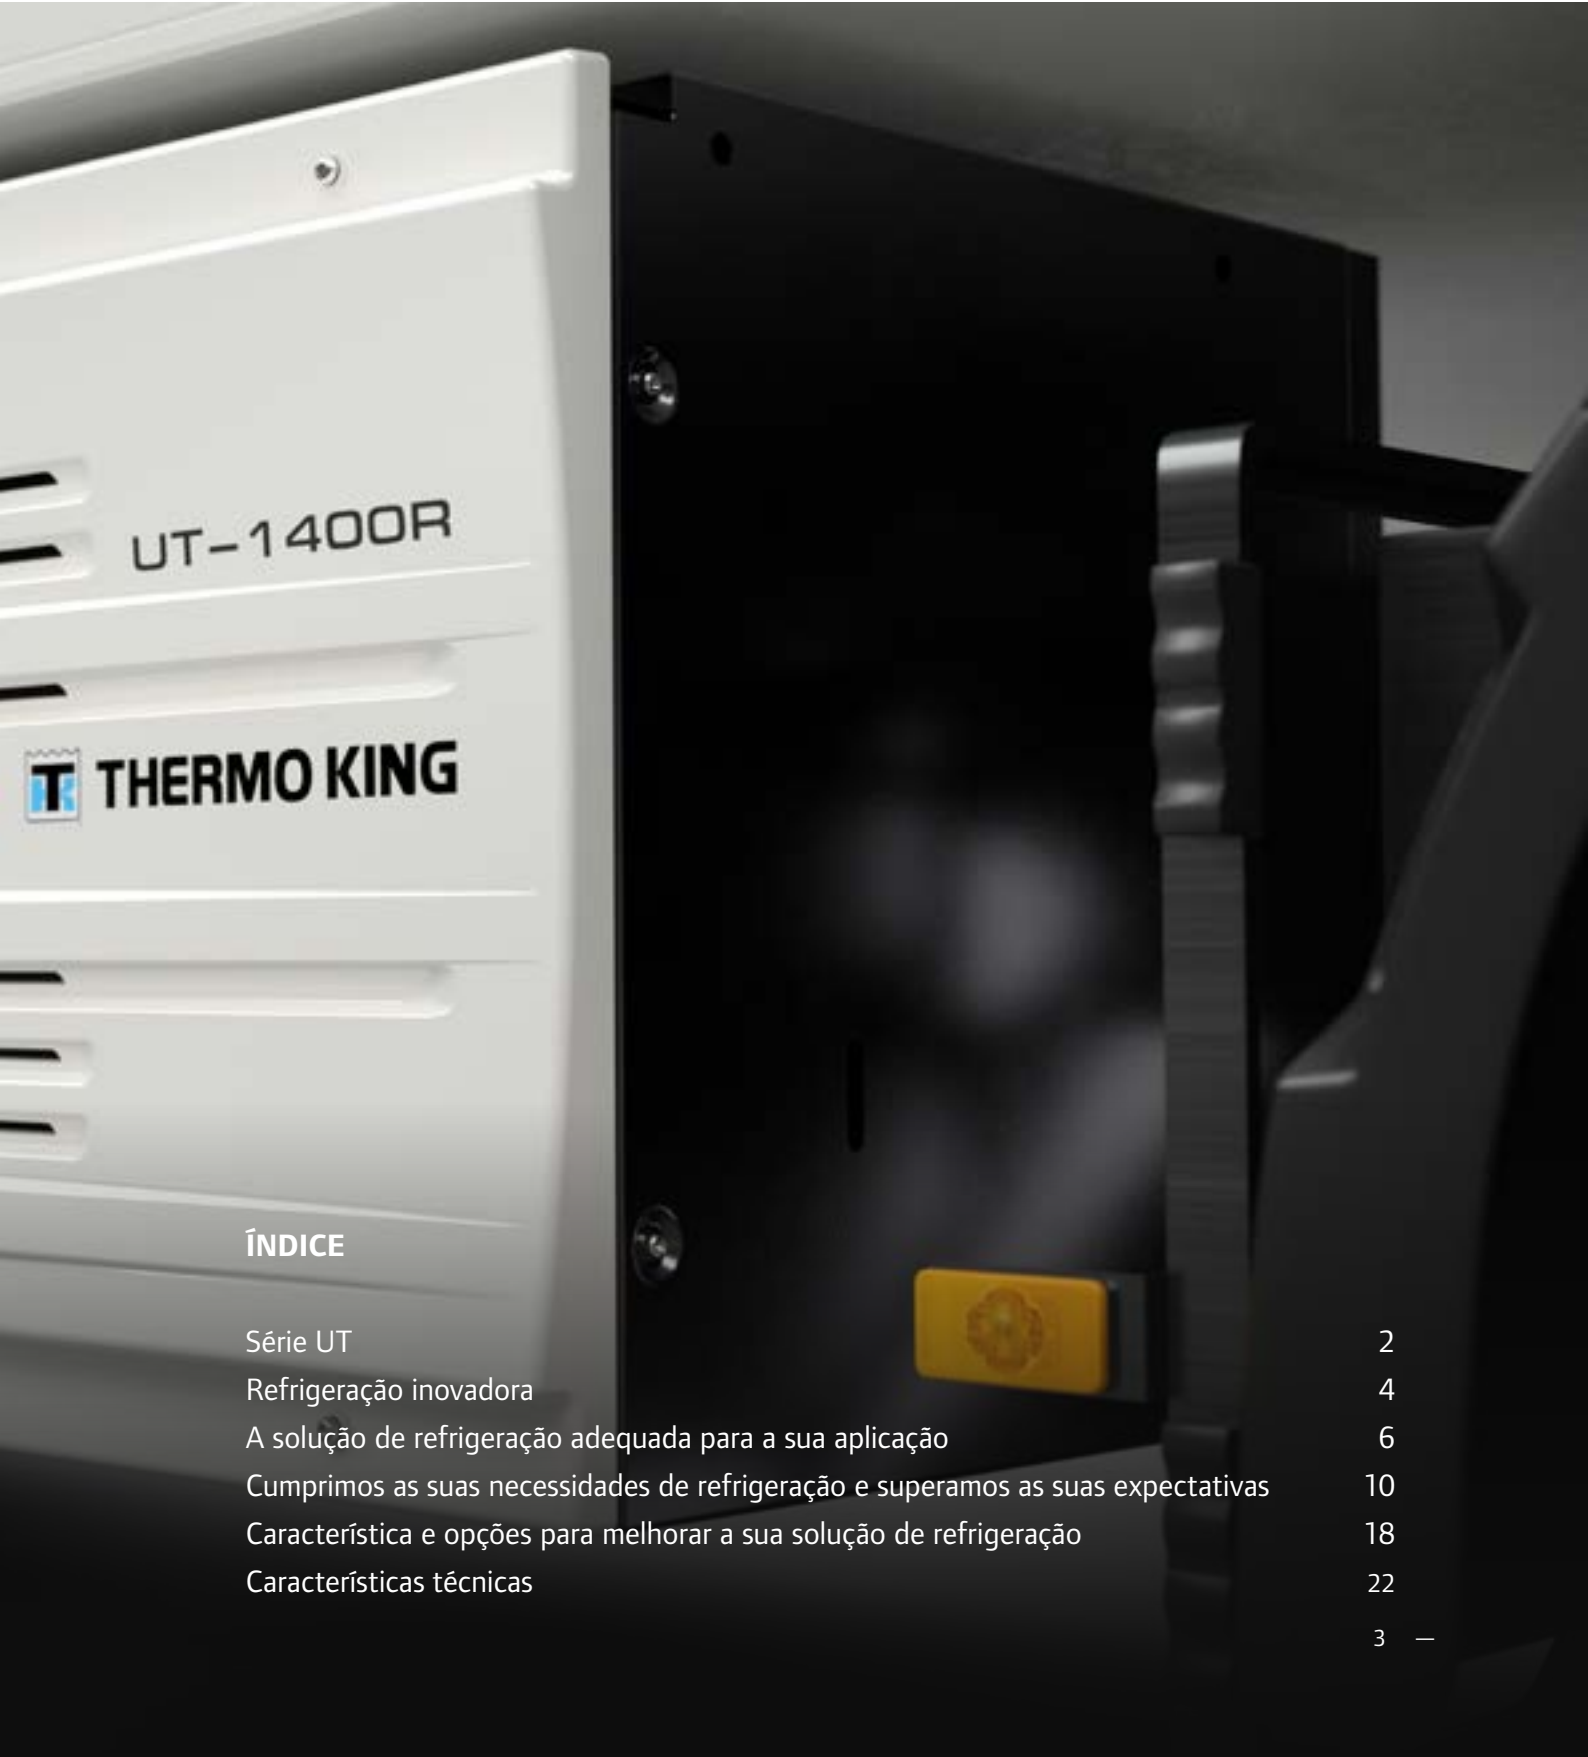 UT-1400R
THERMO KING
ÍNDICE
Série UT 2
Refrigeração inovadora 4
A solução de refrigeração adequada para a sua aplicação 6
Cumprimos as suas necessidades de refrigeração e superamos as suas expectativas 10
Característica e opções para melhorar a sua solução de refrigeração 18
Características técnicas 22
3 —